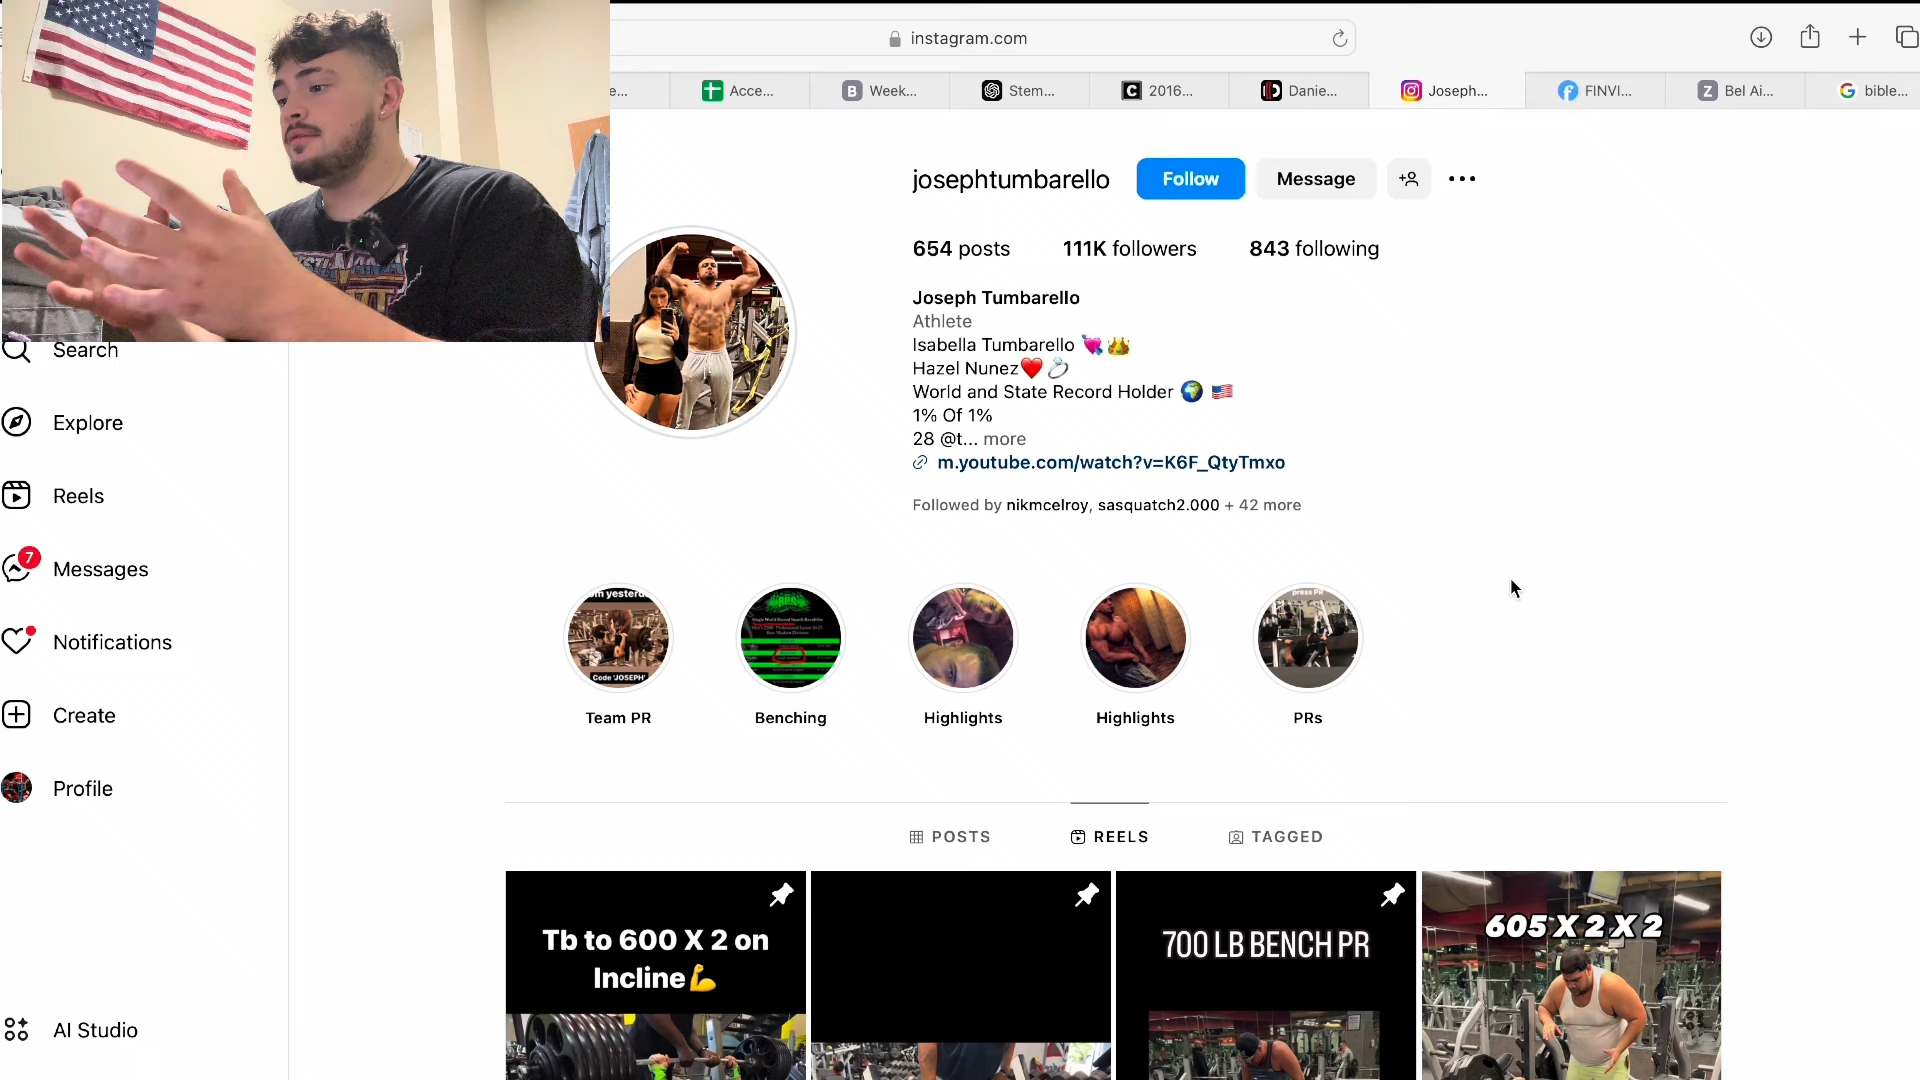 instagram.com
e...
Acce...
Week...
Stem...
2016...
Danie...
Joseph...
FINVI...
Bel Ai...
bible...
josephtumbarello
Follow
Message
654 posts
111K followers
843 following
Joseph Tumbarello
Athlete
Isabella Tumbarello 💘👑
Hazel Nunez❤️💍
World and State Record Holder 🌍 🇺🇸
1% Of 1%
28 @t... more
m.youtube.com/watch?v=K6F_QtyTmxo
Followed by nikmcelroy, sasquatch2.000 + 42 more
Search
Explore
Reels
7
Messages
Notifications
Create
Profile
AI Studio
Code 'JOSEPH'
press PR
Team PR
Benching
Highlights
Highlights
PRs
POSTS
REELS
TAGGED
Tb to 600 X 2 on
Incline💪
700 LB BENCH PR
605 X 2 X 2